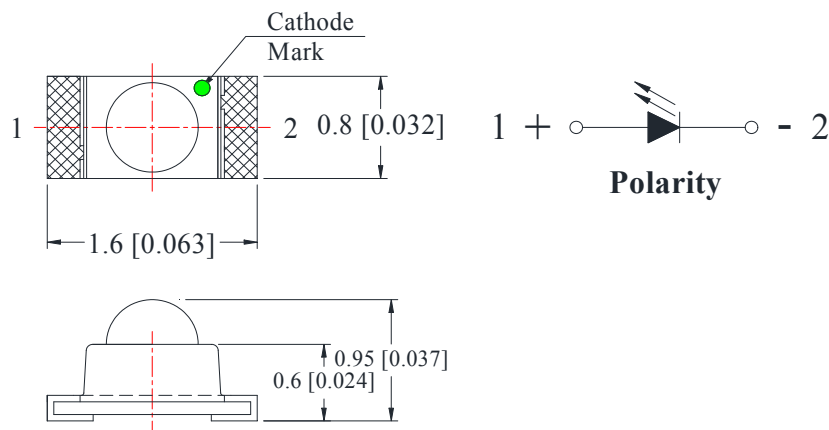 Cathode
Mark
1
2
0.8 [0.032]
1 + - 2
Polarity
1.6 [0.063]
0.95 [0.037]
0.6 [0.024]